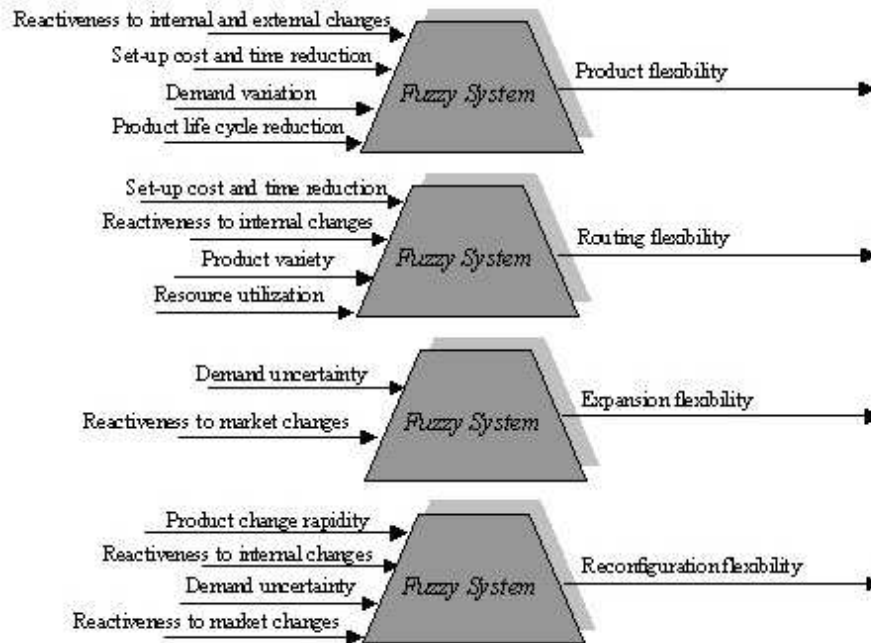 Reactiveness to internal and external changes
Set-up cost and time reduction
Demand variation
Product life cycle reduction
Fuzzy System
Product flexibility
Set-up cost and time reduction
Reactiveness to internal changes
Product variety
Resource utilization
Fuzzy System
Routing flexibility
Demand uncertainty
Reactiveness to market changes
Fuzzy System
Expansion flexibility
Product change rapidity
Reactiveness to internal changes
Demand uncertainty
Reactiveness to market changes
Fuzzy System
Reconfiguration flexibility